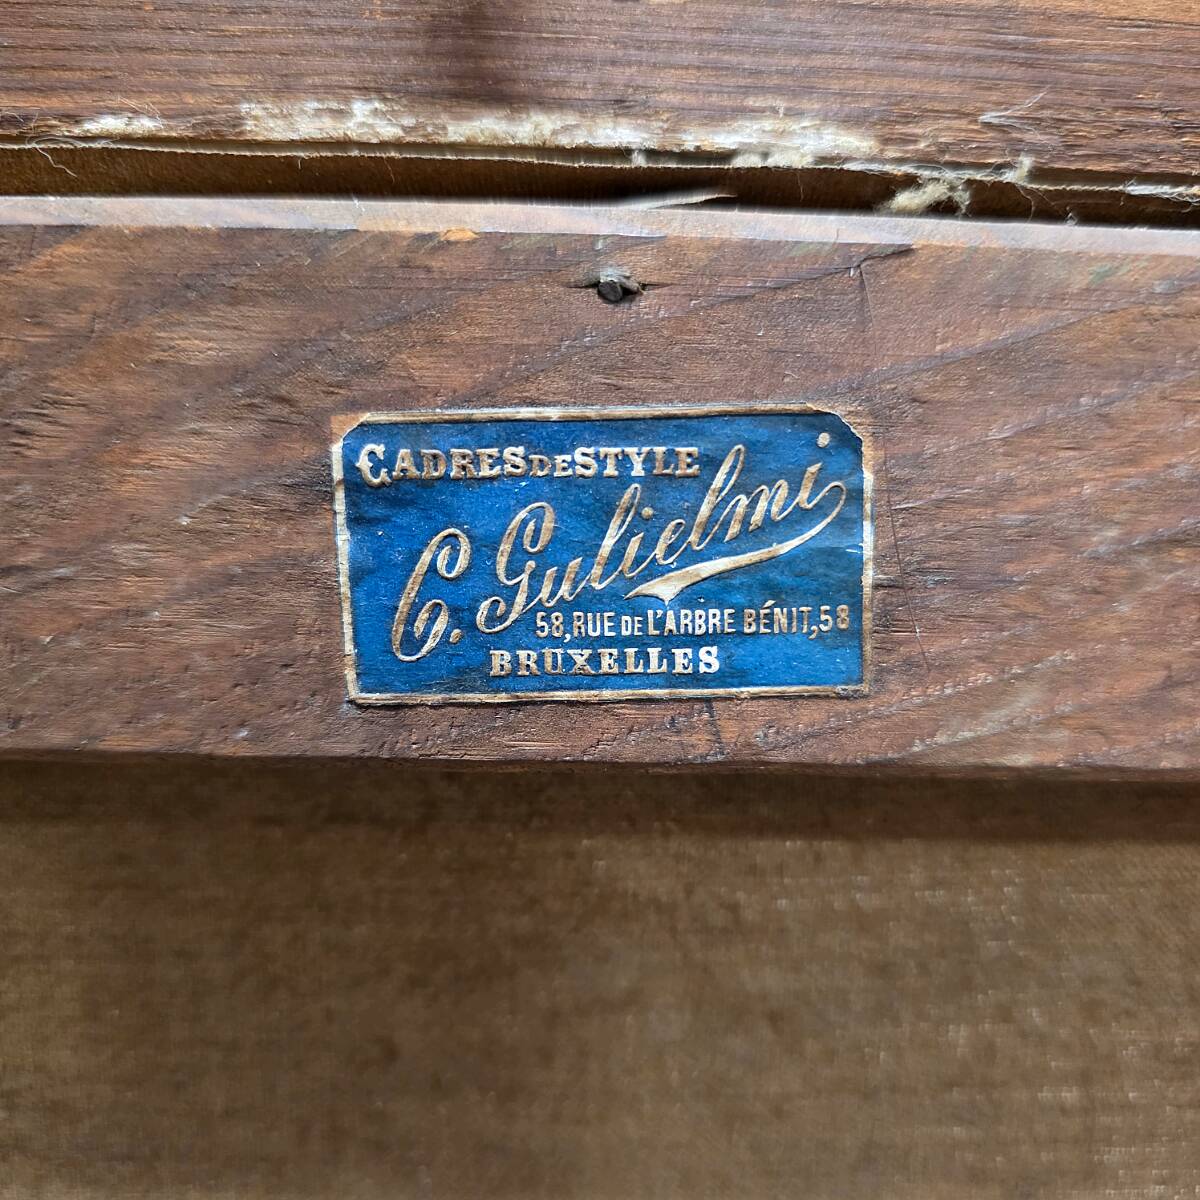 CADRES DE STYLE
C. Gulielmi
58, RUE DE L'ARBRE BÉNIT, 58
BRUXELLES